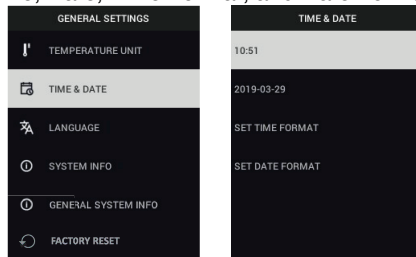 GENERAL SETTINGS
TEMPERATURE UNIT
TIME & DATE
LANGUAGE
SYSTEM INFO
GENERAL SYSTEM INFO
FACTORY RESET
TIME & DATE
10:51
2019-03-29
SET TIME FORMAT
SET DATE FORMAT